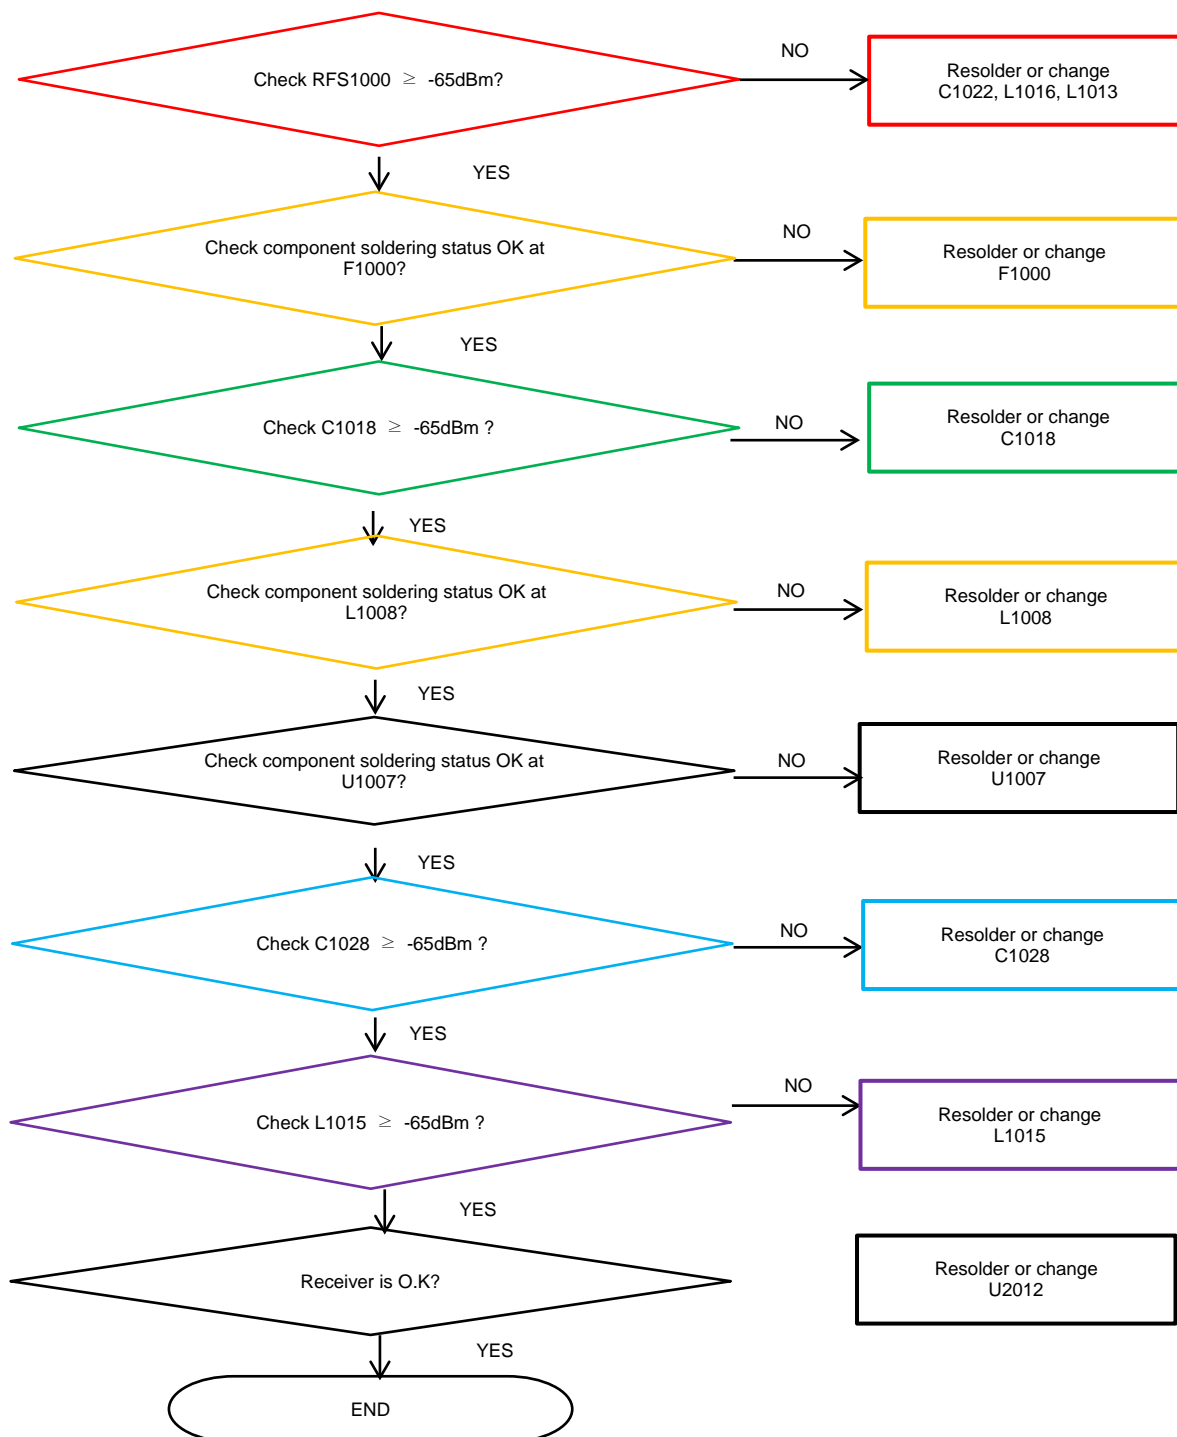 Check RFS1000 ≥ -65dBm?
NO
Resolder or change
C1022, L1016, L1013
YES
Check component soldering status OK at
F1000?
NO
Resolder or change
F1000
YES
Check C1018 ≥ -65dBm ?
NO
Resolder or change
C1018
YES
Check component soldering status OK at
L1008?
NO
Resolder or change
L1008
YES
Check component soldering status OK at
U1007?
NO
Resolder or change
U1007
YES
Check C1028 ≥ -65dBm ?
NO
Resolder or change
C1028
YES
Check L1015 ≥ -65dBm ?
NO
Resolder or change
L1015
YES
Receiver is O.K?
Resolder or change
U2012
YES
END